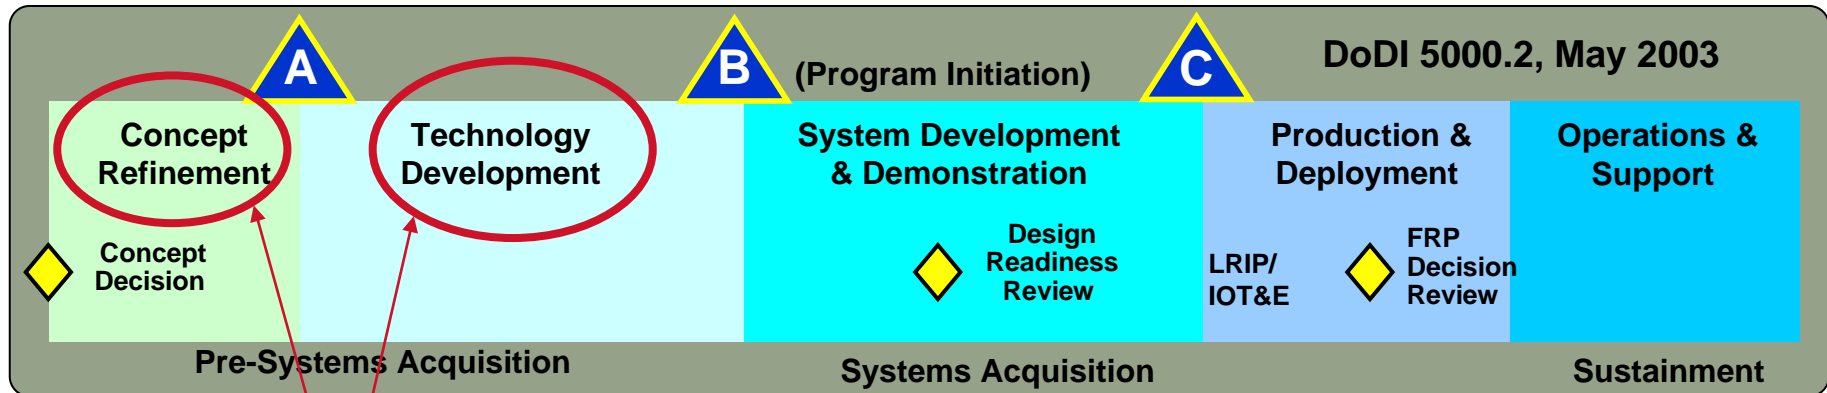 A
B
(Program Initiation)
C
DoDI 5000.2, May 2003
Concept
Refinement
Technology
Development
System Development
& Demonstration
Production &
Deployment
Operations &
Support
Concept
Decision
Design
Readiness
Review
LRIP/
IOT&E
FRP
Decision
Review
Pre-Systems Acquisition
Systems Acquisition
Sustainment